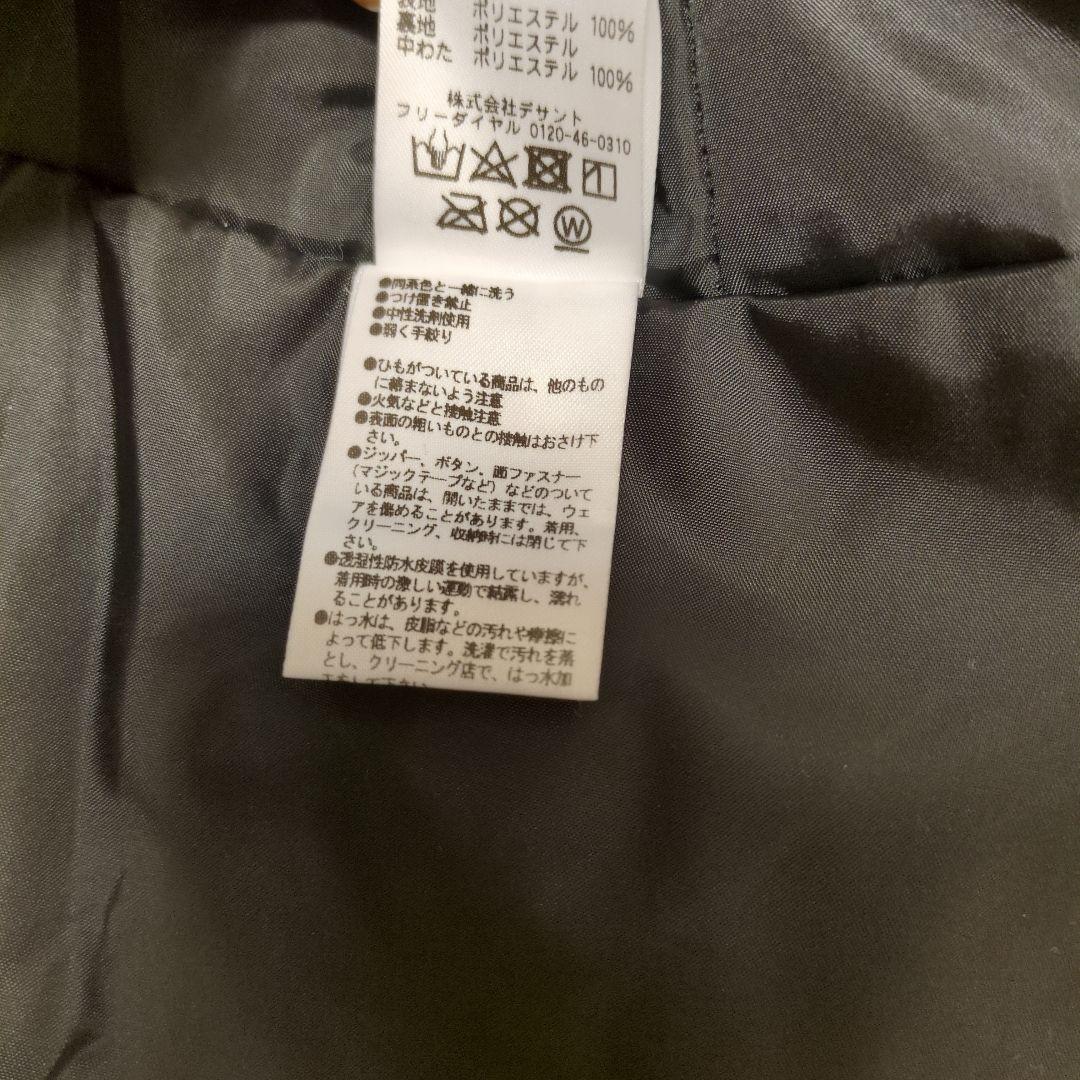 表地 ポリエステル 100%
裏地 ポリエステル
中わた ポリエステル 100%
株式会社デサント
フリーダイヤル 0120-46-0310
W
●同系色と一緒に洗う
●つけ置き禁止
●中性洗剤使用
●弱く手絞り
●ひもがついている商品は、他のもの
に絡まないよう注意
●火気などと接触注意
●表面の粗いものとの接触はおさけ下
さい。
●ジッパー、ボタン、面ファスナー
(マジックテープなど)などのついて
いる商品は、開いたままでは、ウェ
アを傷めることがあります。着用、
クリーニング、収納時には閉じて下
さい。
●透湿性防水皮膜を使用していますが、
着用時の激しい運動で結露し、濡れ
ることがあります。
●はっ水は、皮脂などの汚れや摩擦に
よって低下します。洗濯で汚れを落
とし、クリーニング店で、はっ水加
工をして下さい。